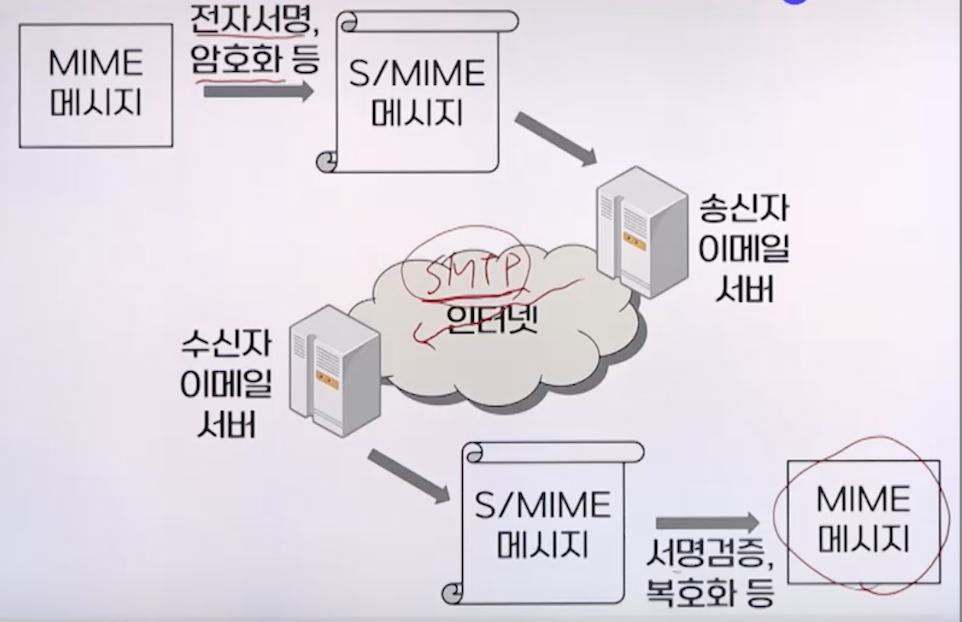 MIME
메시지
전자서명,
암호화 등
S/MIME
메시지
송신자
이메일
서버
SMTP
인터넷
수신자
이메일
서버
S/MIME
메시지
서명검증,
복호화 등
MIME
메시지